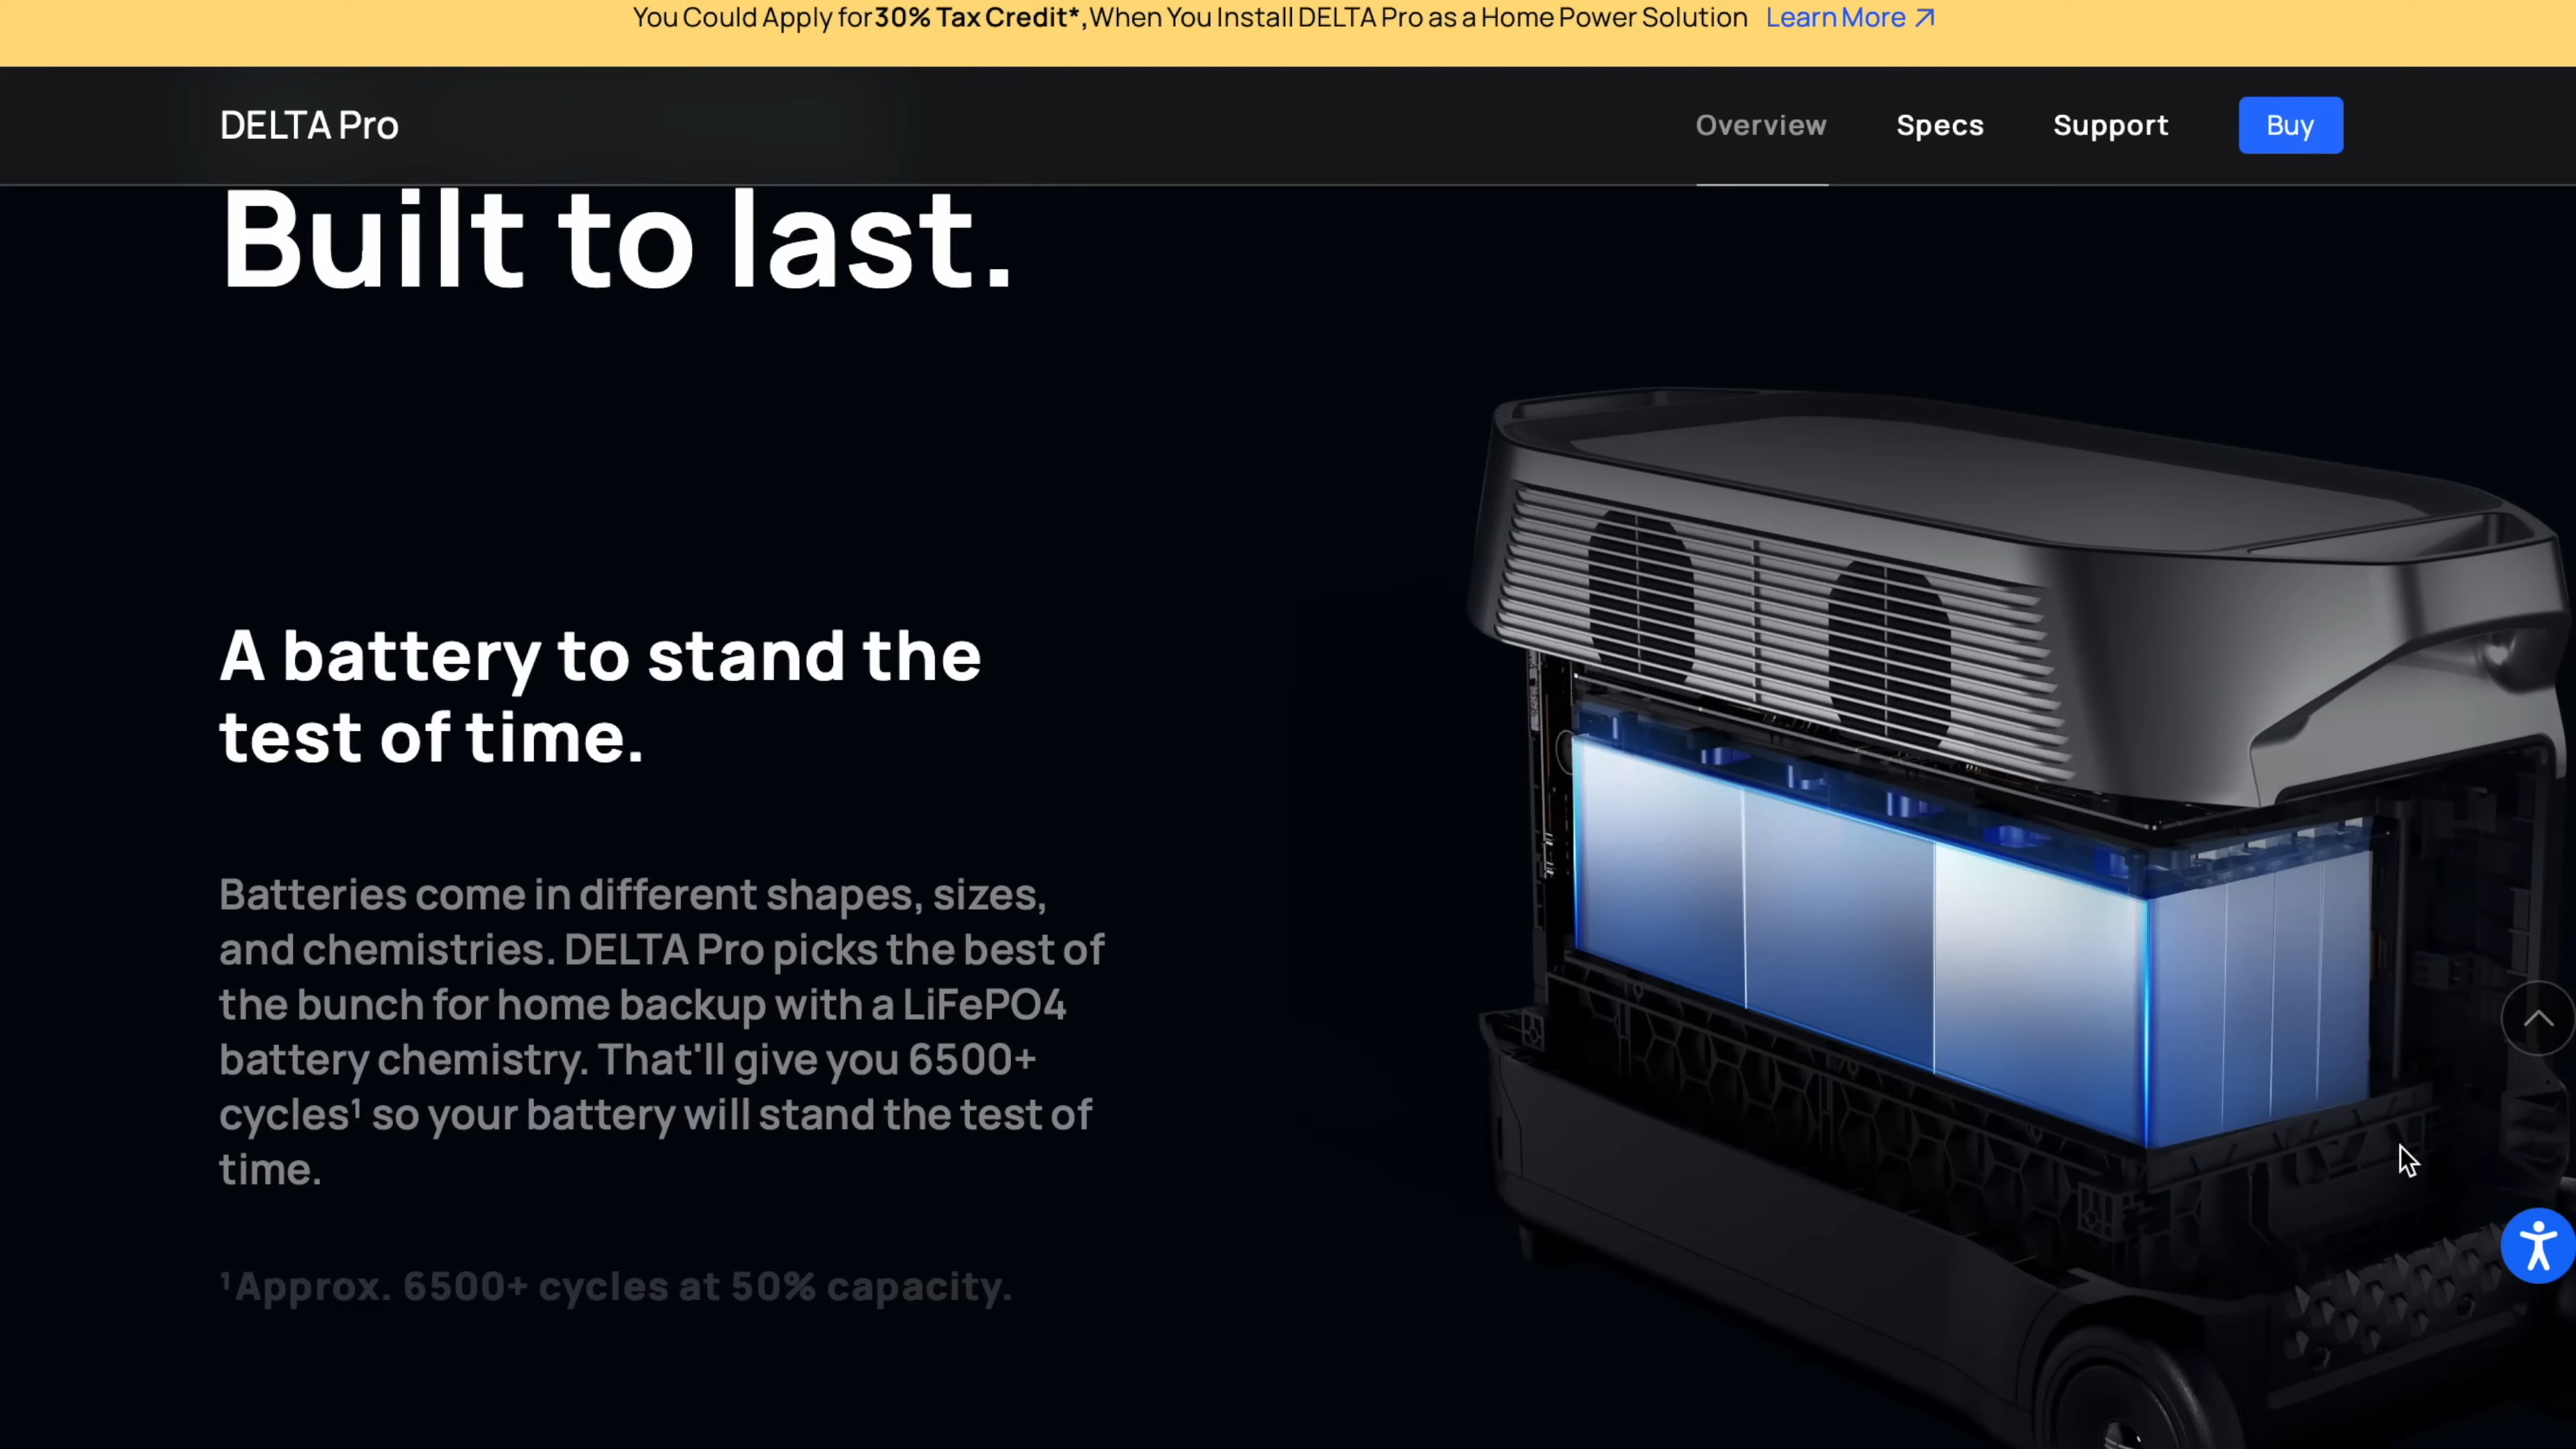 You Could Apply for 30% Tax Credit*, When You Install DELTA Pro as a Home Power Solution Learn More
DELTA Pro Overview Specs Support Buy
Built to last.
A battery to stand the
test of time.
Batteries come in different shapes, sizes,
and chemistries. DELTA Pro picks the best of
the bunch for home backup with a LiFePO4
battery chemistry. That'll give you 6500+
cycles¹ so your battery will stand the test of
time.
¹Approx. 6500+ cycles at 50% capacity.